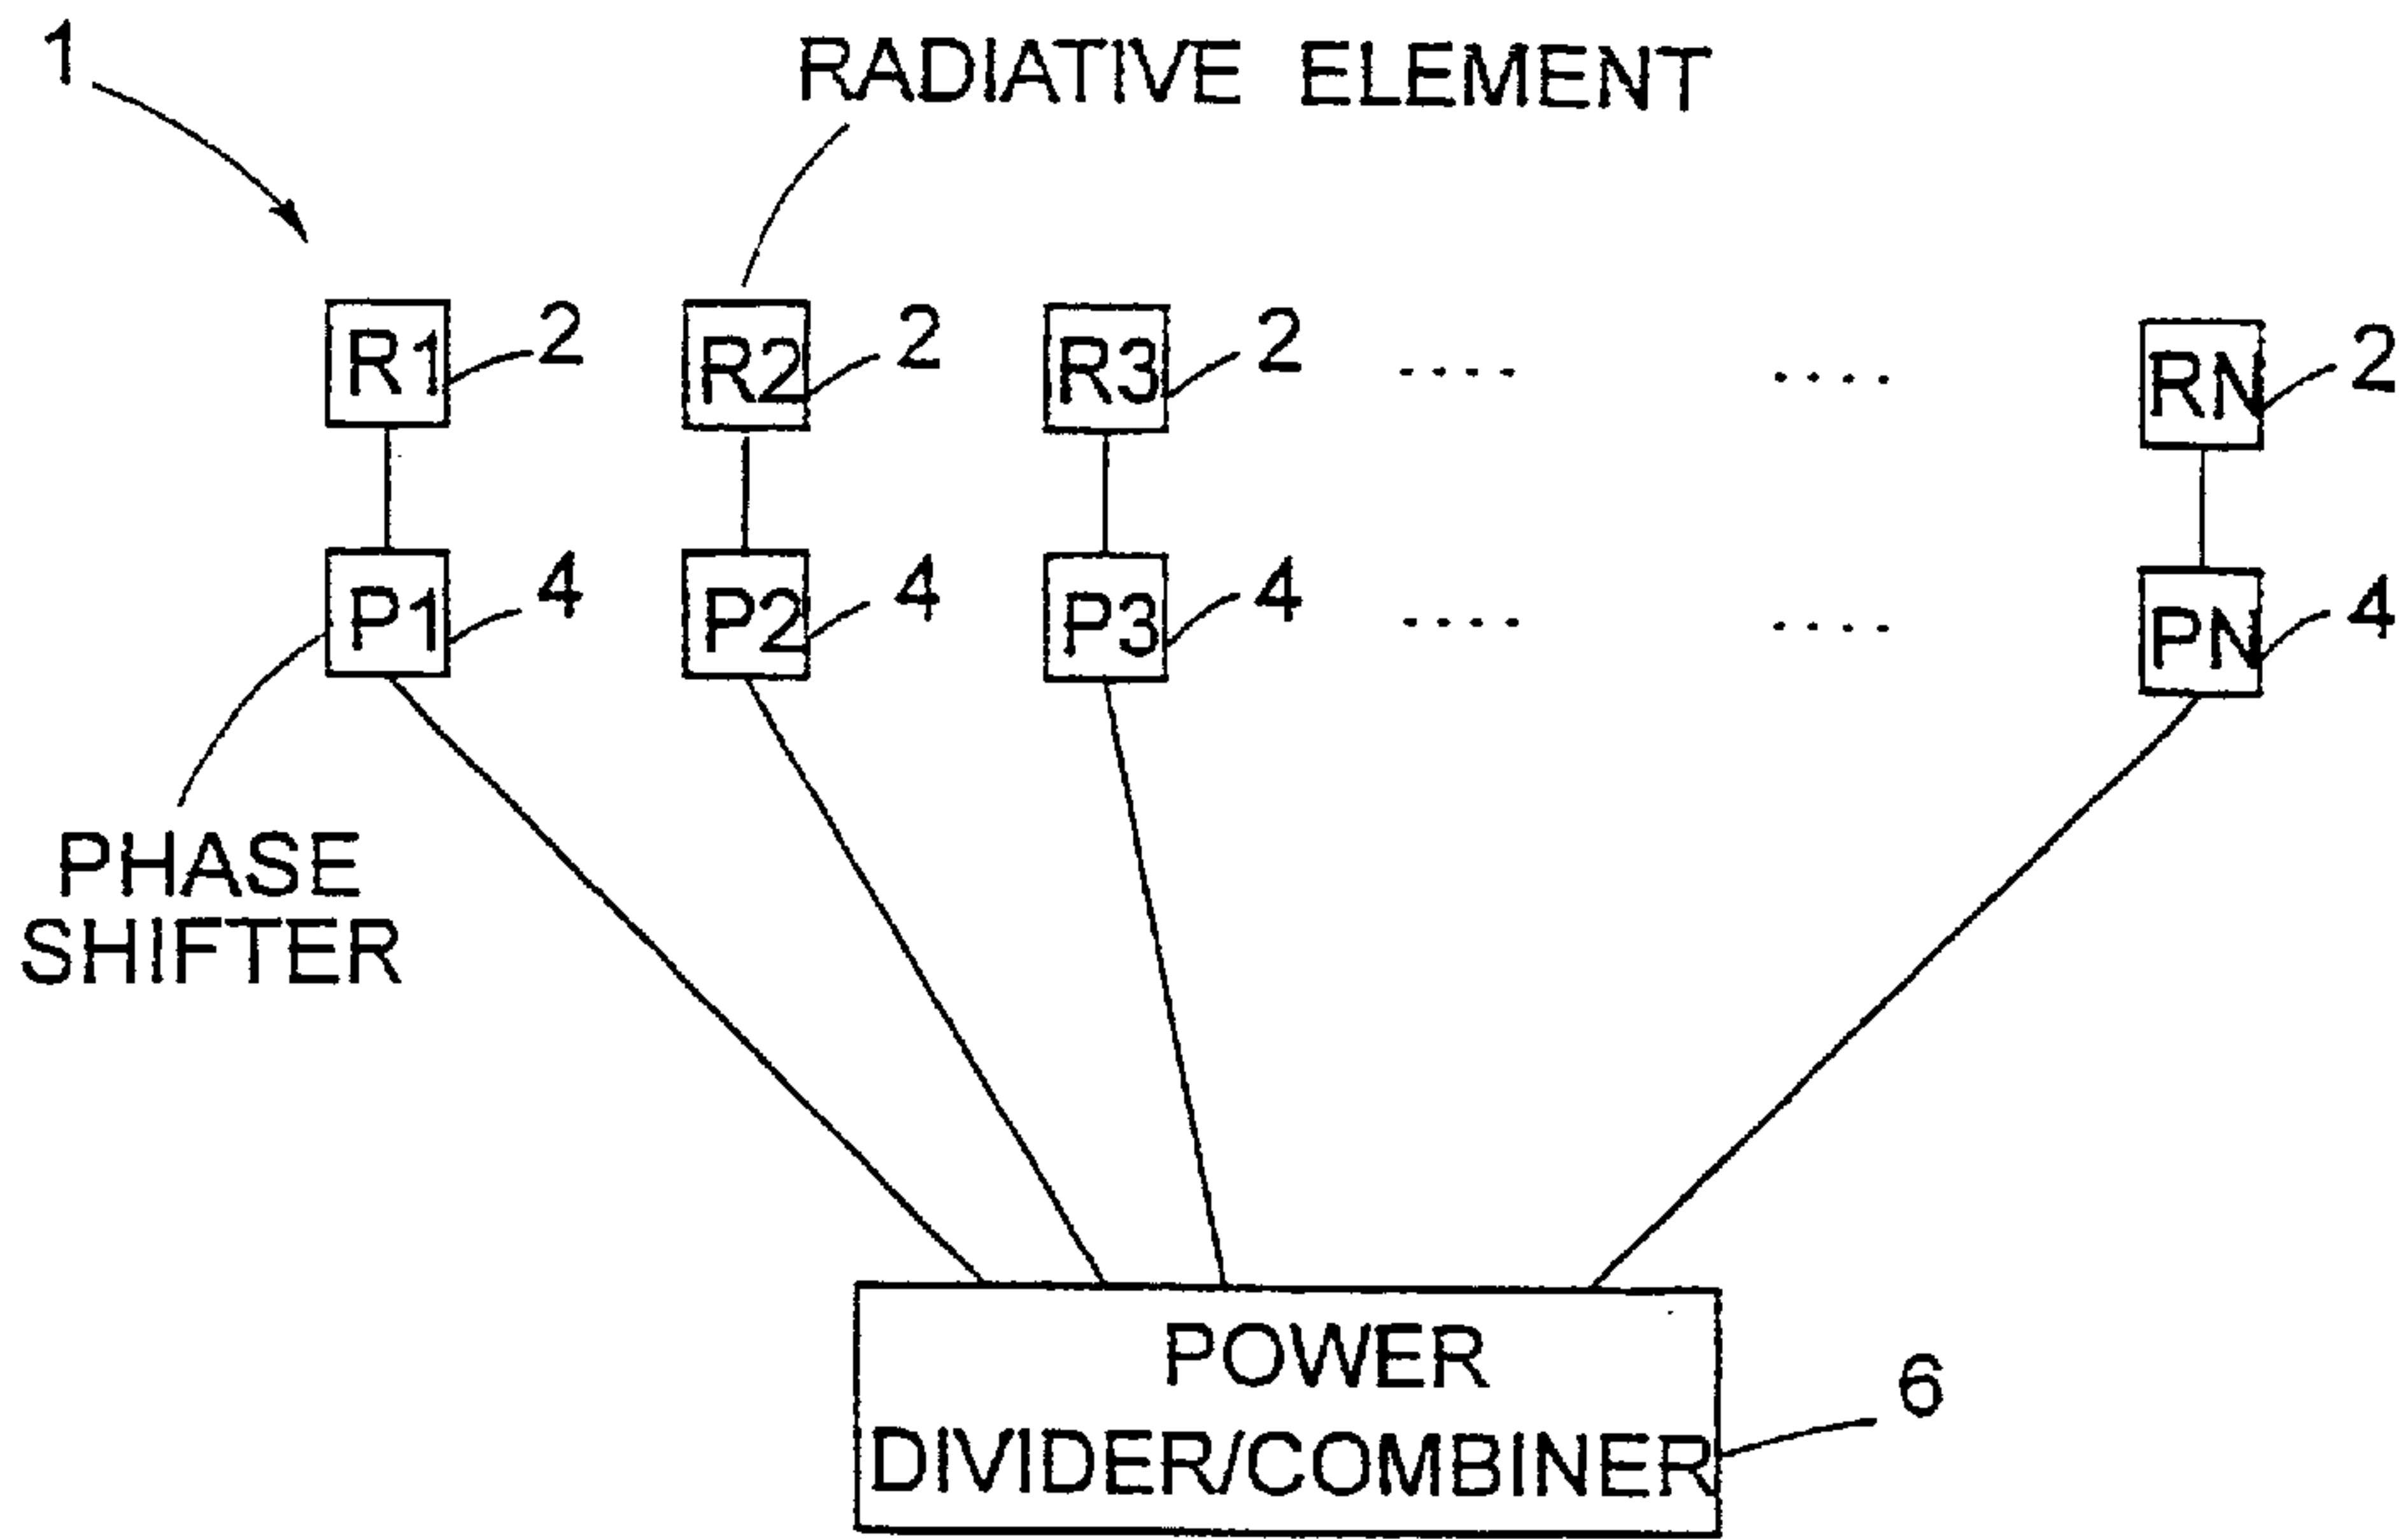 1
RADIATIVE ELEMENT
R1 2 R2 2 R3 2 .... .... RN 2
P1 4 P2 4 P3 4 .... .... PN 4
PHASE
SHIFTER
POWER
DIVIDER/COMBINER
6